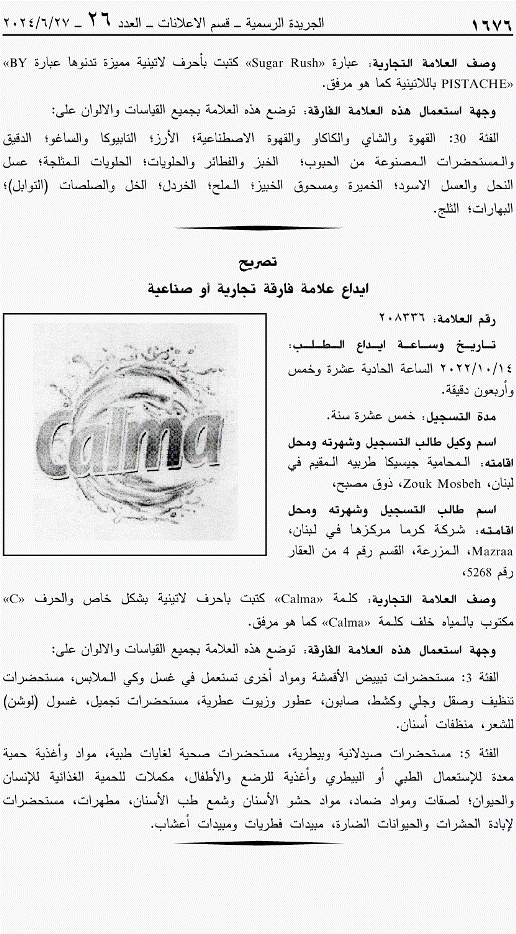 ١٦٧٦ الجريدة الرسمية ــ قسم الاعلانات ــ العدد ٢٦ ــ ٢٠٢٤/٦/٢٧
وصف العلامة التجارية: عبارة «Sugar Rush» كتبت بأحرف لاتينية مميزة تدنوها عبارة «BY
PISTACHE» باللاتينية كما هو مرفق.
وجهة استعمال هذه العلامة الفارقة: توضع هذه العلامة بجميع القياسات والالوان على:
الفئة 30: القهوة والشاي والكاكاو والقهوة الاصطناعية؛ الأرز؛ التابيوكا والساغو؛ الدقيق
والمستحضرات المصنوعة من الحبوب؛ الخبز والفطائر والحلويات؛ الحلويات المثلجة؛ عسل
النحل والعسل الاسود؛ الخميرة ومسحوق الخبيز؛ الملح؛ الخردل؛ الخل والصلصات (التوابل)؛
البهارات؛ الثلج.
تصريح
ايداع علامة فارقة تجارية أو صناعية
رقم العلامة: ٢٠٨٣٣٦
تاريخ وساعة ايداع الطلب:
٢٠٢٢/١٠/١٤ الساعة الحادية عشرة وخمس
وأربعون دقيقة.
مدة التسجيل: خمس عشرة سنة.
اسم وكيل طالب التسجيل وشهرته ومحل
اقامته: المحامية جيسيكا طربيه المقيم في
لبنان، Zouk Mosbeh، ذوق مصبح،
اسم طالب التسجيل وشهرته ومحل
اقامته: شركة كرما مركزها في لبنان،
Mazraa، المزرعة، القسم رقم 4 من العقار
رقم 5268،
Calma
وصف العلامة التجارية: كلمة «Calma» كتبت باحرف لاتينية بشكل خاص والحرف «C»
مكتوب بالمياه خلف كلمة «Calma» كما هو مرفق.
وجهة استعمال هذه العلامة الفارقة: توضع هذه العلامة بجميع القياسات والالوان على:
الفئة 3: مستحضرات تبييض الأقمشة ومواد أخرى تستعمل في غسل وكي الملابس، مستحضرات
تنظيف وصقل وجلي وكشط، صابون، عطور وزيوت عطرية، مستحضرات تجميل، غسول (لوشن)
للشعر، منظفات أسنان.
الفئة 5: مستحضرات صيدلانية وبيطرية، مستحضرات صحية لغايات طبية، مواد وأغذية حمية
معدة للإستعمال الطبي أو البيطري وأغذية للرضع والأطفال، مكملات للحمية الغذائية للإنسان
والحيوان؛ لصقات ومواد ضماد، مواد حشو الأسنان وشمع طب الأسنان، مطهرات، مستحضرات
لإبادة الحشرات والحيوانات الضارة، مبيدات فطريات ومبيدات أعشاب.